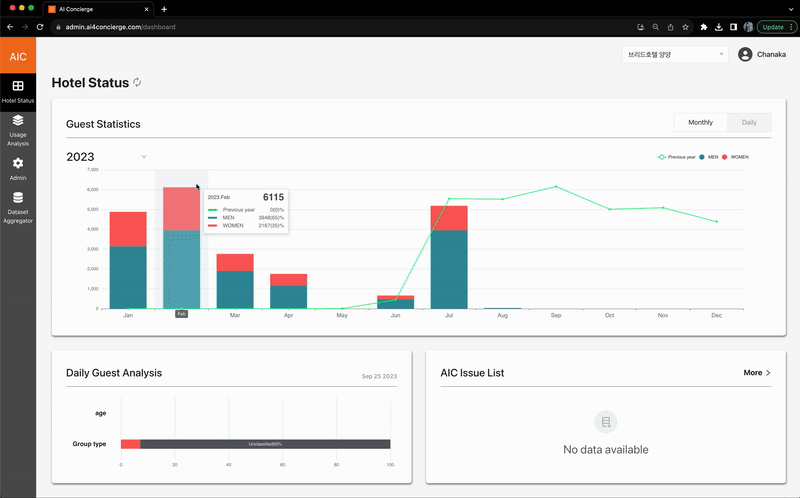 AI Concierge
admin.ai4concierge.com/dashboard
Update
AIC
브리드호텔 양양
Chanaka
Hotel Status
Usage
Analysis
Admin
Dataset
Aggregator
Hotel Status
Guest Statistics
Monthly
Daily
2023
Previous year
MEN
WOMEN
7,000
6,000
5,000
4,000
3,000
2,000
1,000
0
2023.Feb 6115
Previous year 0(0)%
MEN 3948(65)%
WOMEN 2167(35)%
Jan Feb Mar Apr May Jun Jul Aug Sep Oct Nov Dec
Daily Guest Analysis
Sep 25 2023
age
Group type
Unclassified93%
0 20 40 60 80 100
AIC Issue List
More
No data available